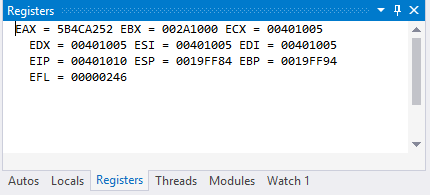 Registers
EAX = 5B4CA252 EBX = 002A1000 ECX = 00401005
EDX = 00401005 ESI = 00401005 EDI = 00401005
EIP = 00401010 ESP = 0019FF84 EBP = 0019FF94
EFL = 00000246
Autos Locals Registers Threads Modules Watch 1